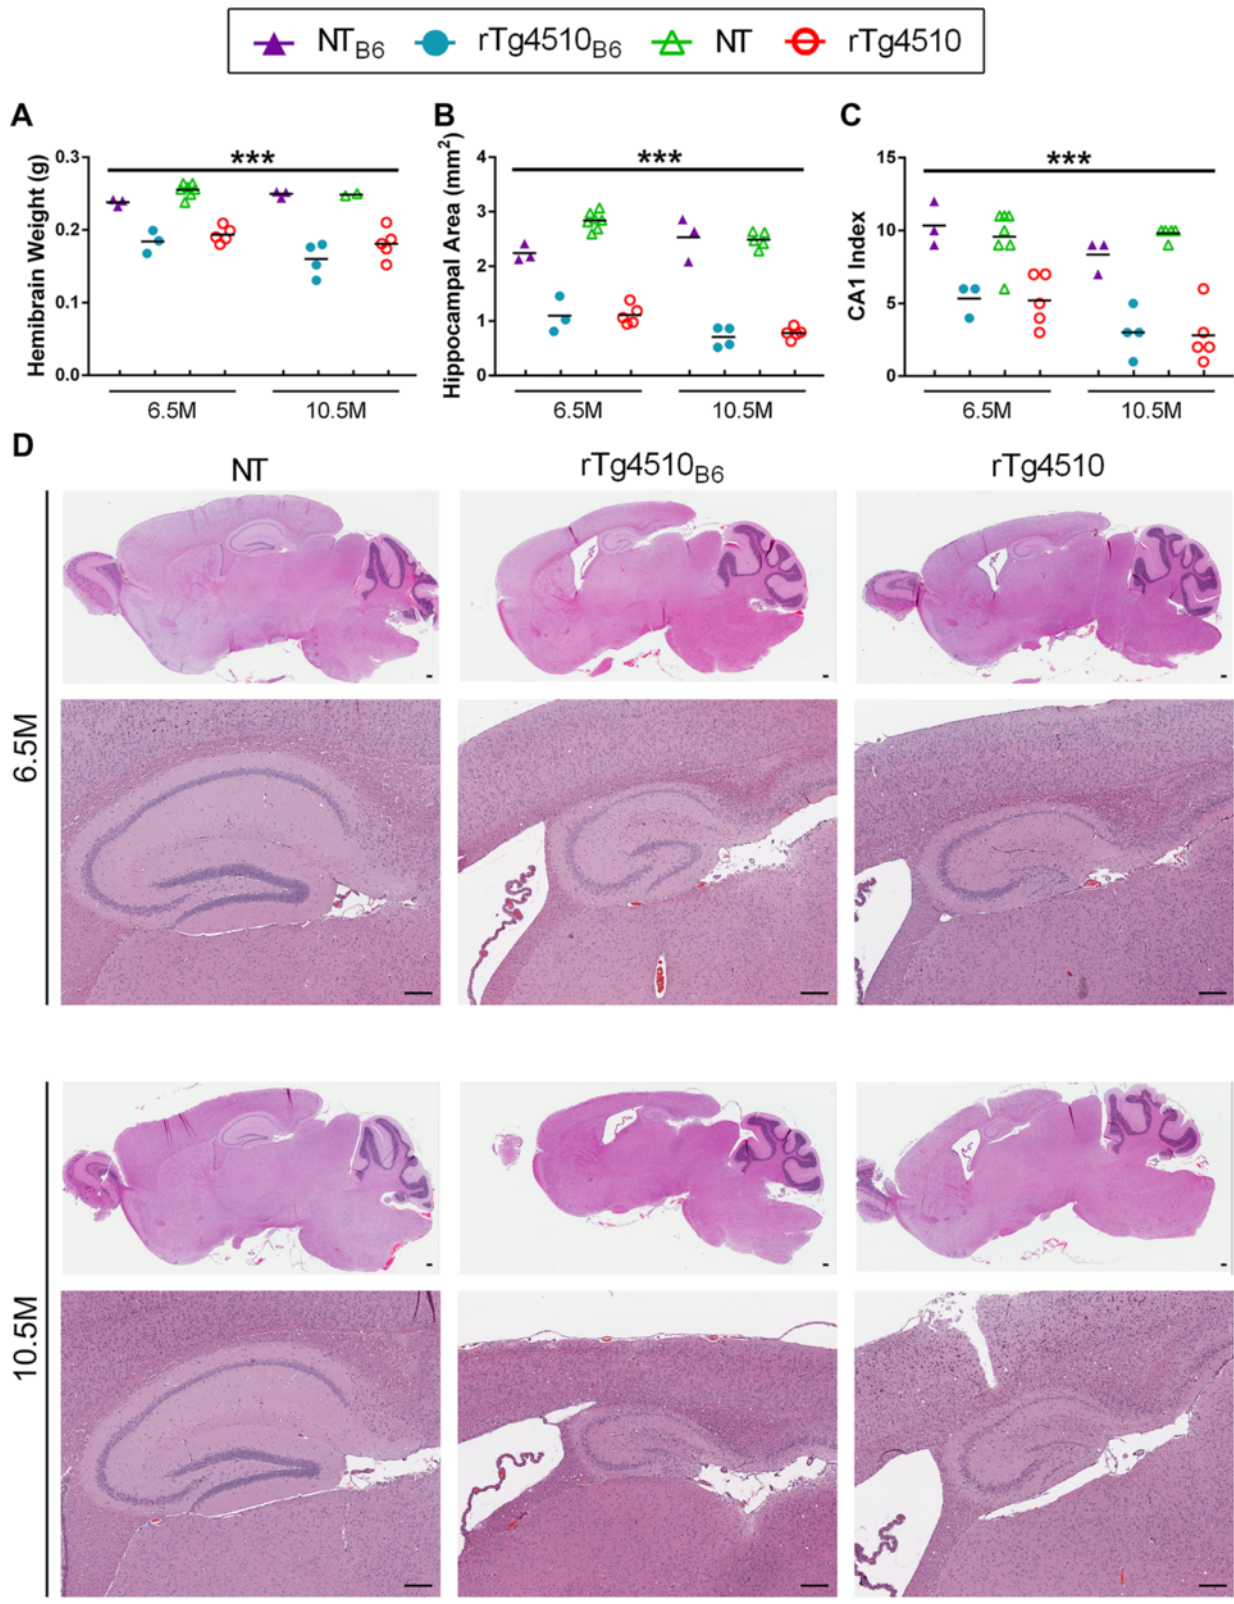 NTB6 rTg4510B6 NT rTg4510
A
Hemibrain Weight (g)
0.3
0.2
0.1
0.0
***
6.5M 10.5M
B
Hippocampal Area (mm2)
4
3
2
1
0
***
6.5M 10.5M
C
CA1 Index
15
10
5
0
***
6.5M 10.5M
D
NT rTg4510B6 rTg4510
6.5M
10.5M